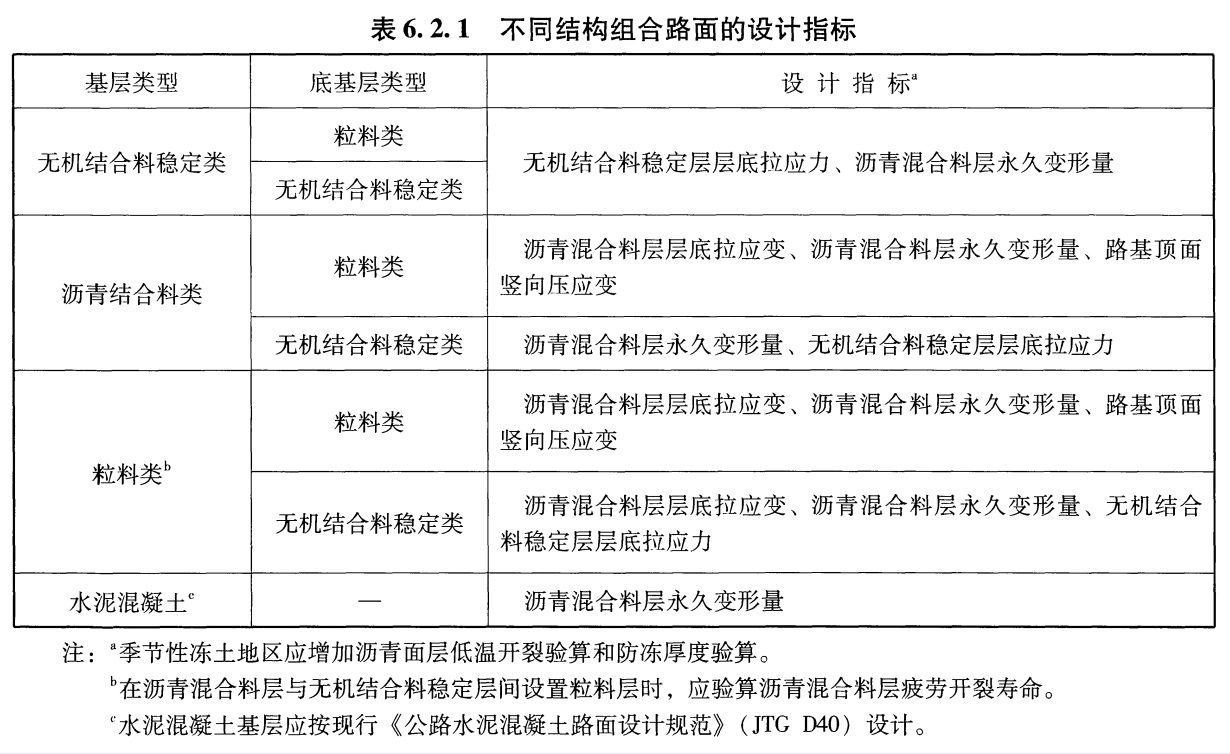 表6.2.1 不同结构组合路面的设计指标
基层类型 底基层类型 设 计 指 标a
无机结合料稳定类
粒料类
无机结合料稳定类
无机结合料稳定层层底拉应力、沥青混合料层永久变形量
沥青结合料类
粒料类
沥青混合料层层底拉应变、沥青混合料层永久变形量、路基顶面
竖向压应变
无机结合料稳定类
沥青混合料层永久变形量、无机结合料稳定层层底拉应力
粒料类b
粒料类
沥青混合料层层底拉应变、沥青混合料层永久变形量、路基顶面
竖向压应变
无机结合料稳定类
沥青混合料层层底拉应变、沥青混合料层永久变形量、无机结合
料稳定层层底拉应力
水泥混凝土c — 沥青混合料层永久变形量
注：a季节性冻土地区应增加沥青面层低温开裂验算和防冻厚度验算。
b在沥青混合料层与无机结合料稳定层间设置粒料层时，应验算沥青混合料层疲劳开裂寿命。
c水泥混凝土基层应按现行《公路水泥混凝土路面设计规范》（JTG D40）设计。